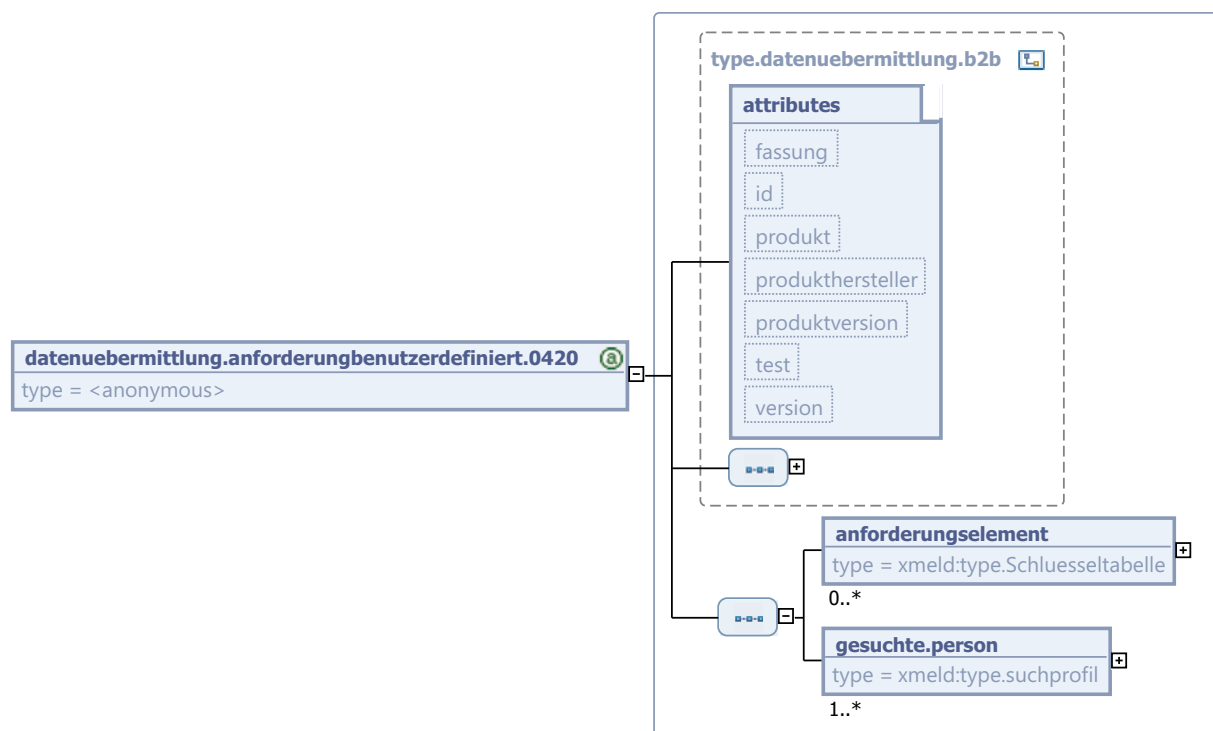 type.datenuebermittlung.b2b
attributes
fassung
id
produkt
produkthersteller
produktversion
test
version
datenuebermittlung.anforderungbenutzerdefiniert.0420
type = <anonymous>
anforderungselement
type = xmeld:type.Schluesseltabelle
0..*
gesuchte.person
type = xmeld:type.suchprofil
1..*